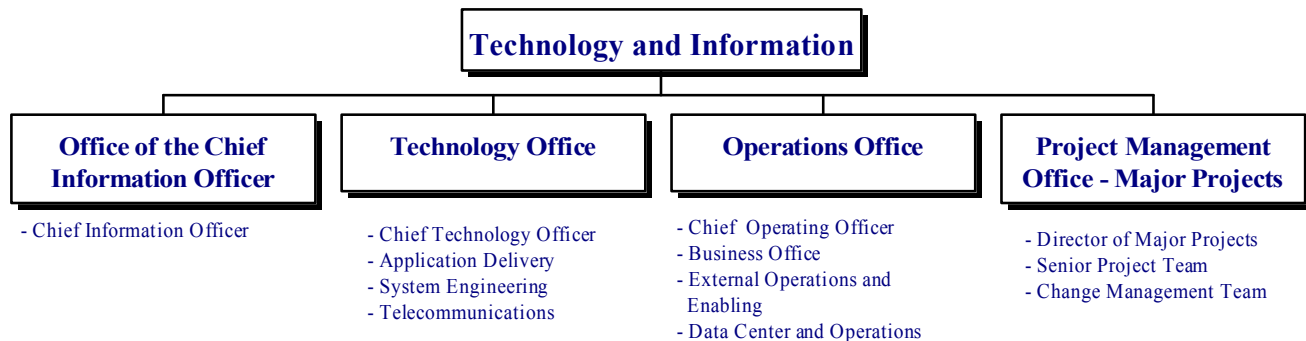 Technology and Information
Office of the Chief
Information Officer
- Chief Information Officer
Technology Office
- Chief Technology Officer
- Application Delivery
- System Engineering
- Telecommunications
Operations Office
- Chief Operating Officer
- Business Office
- External Operations and
Enabling
- Data Center and Operations
Project Management
Office - Major Projects
- Director of Major Projects
- Senior Project Team
- Change Management Team